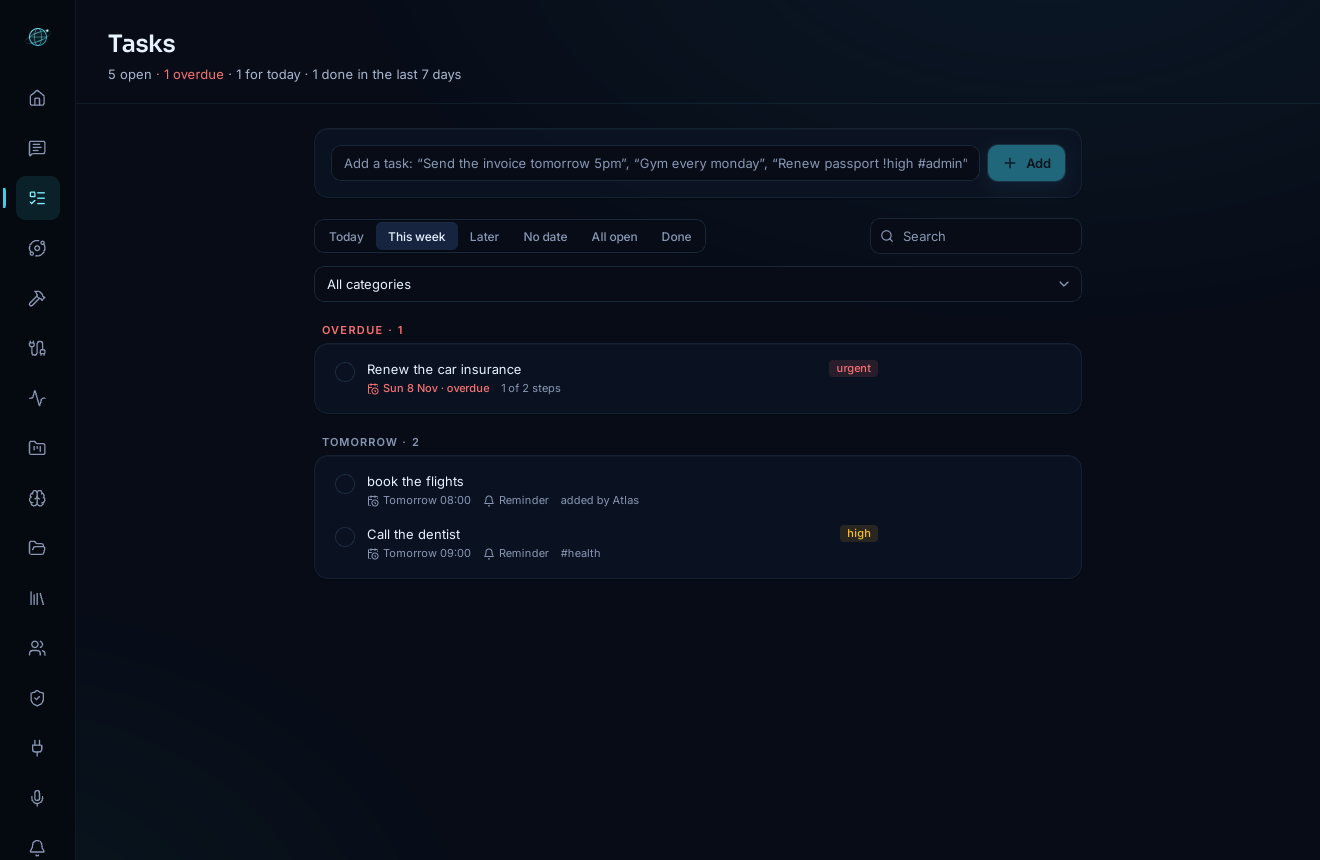 Tasks
5 open · 1 overdue · 1 for today · 1 done in the last 7 days
Add a task: “Send the invoice tomorrow 5pm”, “Gym every monday”, “Renew passport !high #admin”
Add
Today This week Later No date All open Done
Search
All categories
OVERDUE · 1
Renew the car insurance
urgent
Sun 8 Nov · overdue 1 of 2 steps
TOMORROW · 2
book the flights
Tomorrow 08:00 Reminder added by Atlas
Call the dentist
high
Tomorrow 09:00 Reminder #health